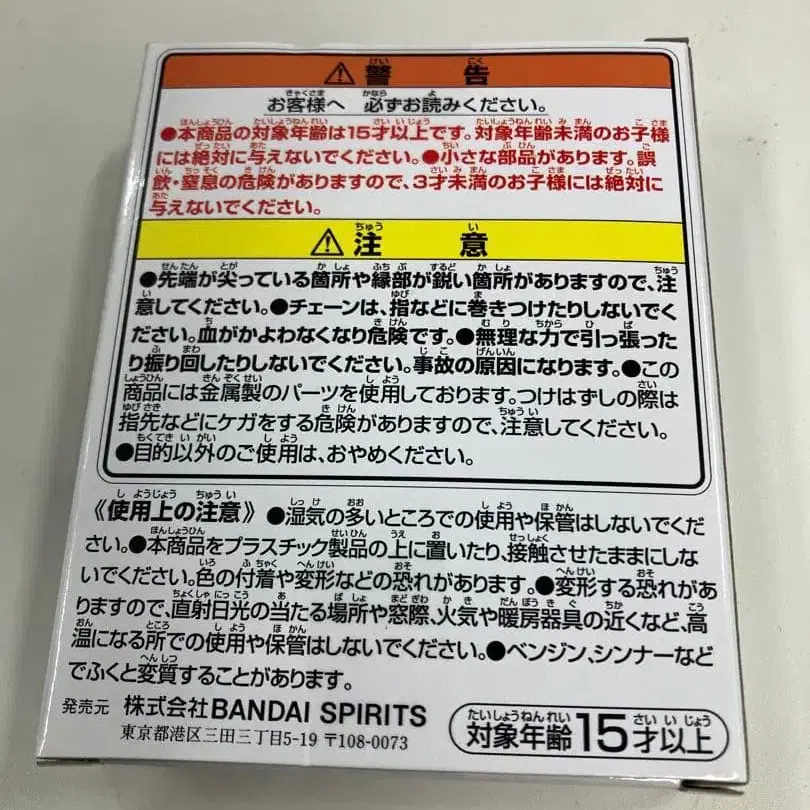 ⚠警告
お客様へ 必ずお読みください。
●本商品の対象年齢は15才以上です。対象年齢未満のお子様
には絶対に与えないでください。●小さな部品があります。誤
飲・窒息の危険がありますので、3才未満のお子様には絶対に
与えないでください。
⚠注意
●先端が尖っている箇所や縁部が鋭い箇所がありますので、注
意してください。●チェーンは、指などに巻きつけたりしないでく
ださい。血がかよわなくなり危険です。●無理な力で引っ張った
り振り回したりしないでください。事故の原因になります。●この
商品には金属製のパーツを使用しております。つけはずしの際は
指先などにケガをする危険がありますので、注意してください。
●目的以外のご使用は、おやめください。
《使用上の注意》●湿気の多いところでの使用や保管はしないでくだ
さい。●本商品をプラスチック製品の上に置いたり、接触させたままにし
ないでください。色の付着や変形などの恐れがあります。●変形する恐れがあ
りますので、直射日光の当たる場所や窓際、火気や暖房器具の近くなど、高
温になる所での使用や保管はしないでください。●ベンジン、シンナーなど
でふくと変質することがあります。
発売元 株式会社BANDAI SPIRITS
東京都港区三田三丁目5-19 〒108-0073
対象年齢15才以上